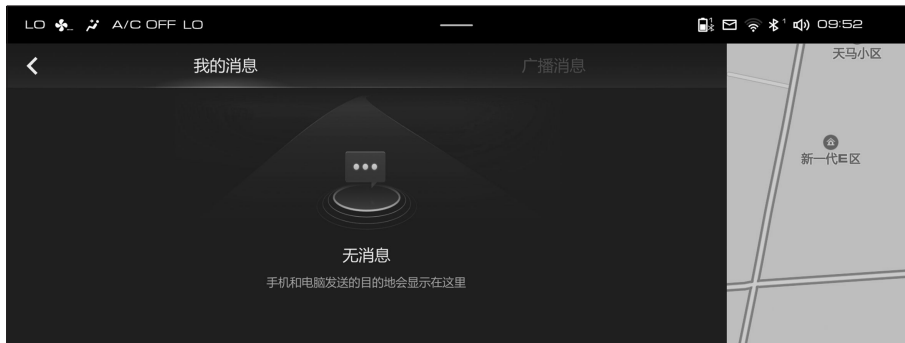 LO A/C OFF LO 1 1 09:52
我的消息 广播消息
无消息
手机和电脑发送的目的地会显示在这里
天马小区
新一代E区